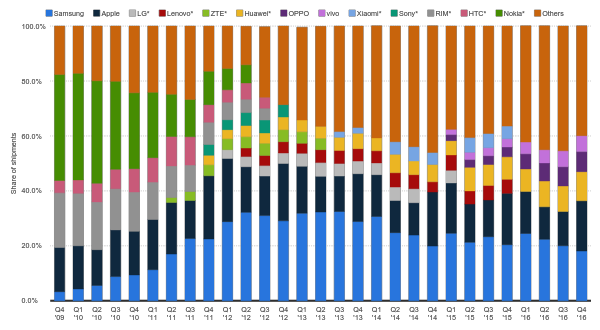 Samsung Apple LG* Lenovo* ZTE* Huawei* OPPO vivo Xiaomi* Sony* RIM* HTC* Nokia* Others
100.0%
80.0%
60.0%
40.0%
20.0%
0.0%
Share of shipments
Q4 Q1 Q2 Q3 Q4 Q1 Q2 Q3 Q4 Q1 Q2 Q3 Q4 Q1 Q2 Q3 Q4 Q1 Q2 Q3 Q4 Q1 Q2 Q3 Q4 Q1 Q2 Q3 Q4
'09 '10 '10 '10 '10 '11 '11 '11 '11 '12 '12 '12 '12 '13 '13 '13 '13 '14 '14 '14 '14 '15 '15 '15 '15 '16 '16 '16 '16